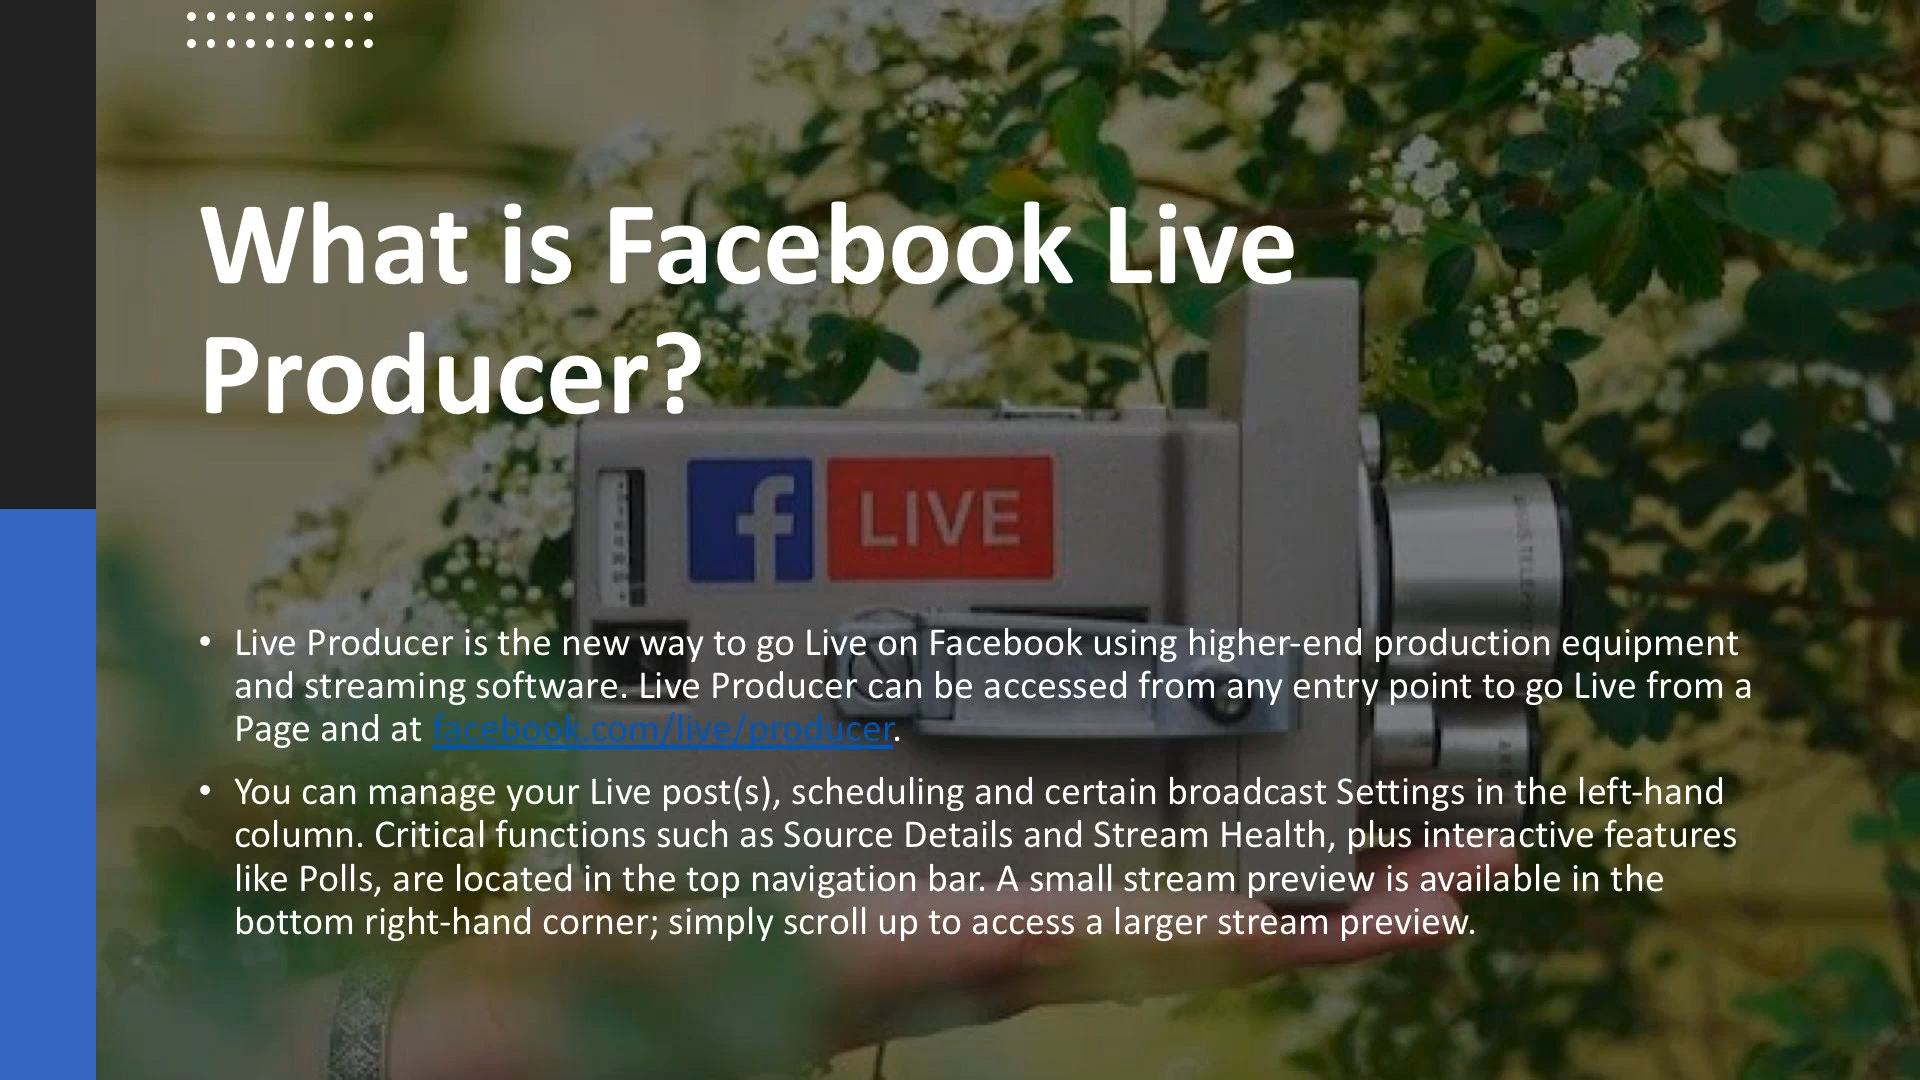 What is Facebook Live
Producer?
f LIVE
• Live Producer is the new way to go Live on Facebook using higher-end production equipment
and streaming software. Live Producer can be accessed from any entry point to go Live from a
Page and at facebook.com/live/producer.
• You can manage your Live post(s), scheduling and certain broadcast Settings in the left-hand
column. Critical functions such as Source Details and Stream Health, plus interactive features
like Polls, are located in the top navigation bar. A small stream preview is available in the
bottom right-hand corner; simply scroll up to access a larger stream preview.